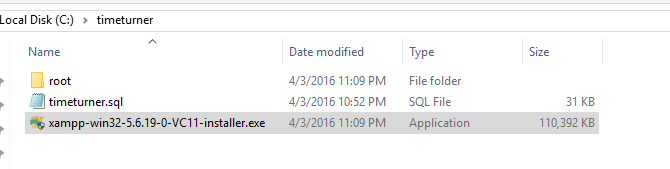 Local Disk (C:) > timeturner
Name Date modified Type Size
root 4/3/2016 11:09 PM File folder
timeturner.sql 4/3/2016 10:52 PM SQL File 31 KB
xampp-win32-5.6.19-0-VC11-installer.exe 4/3/2016 11:09 PM Application 110,392 KB